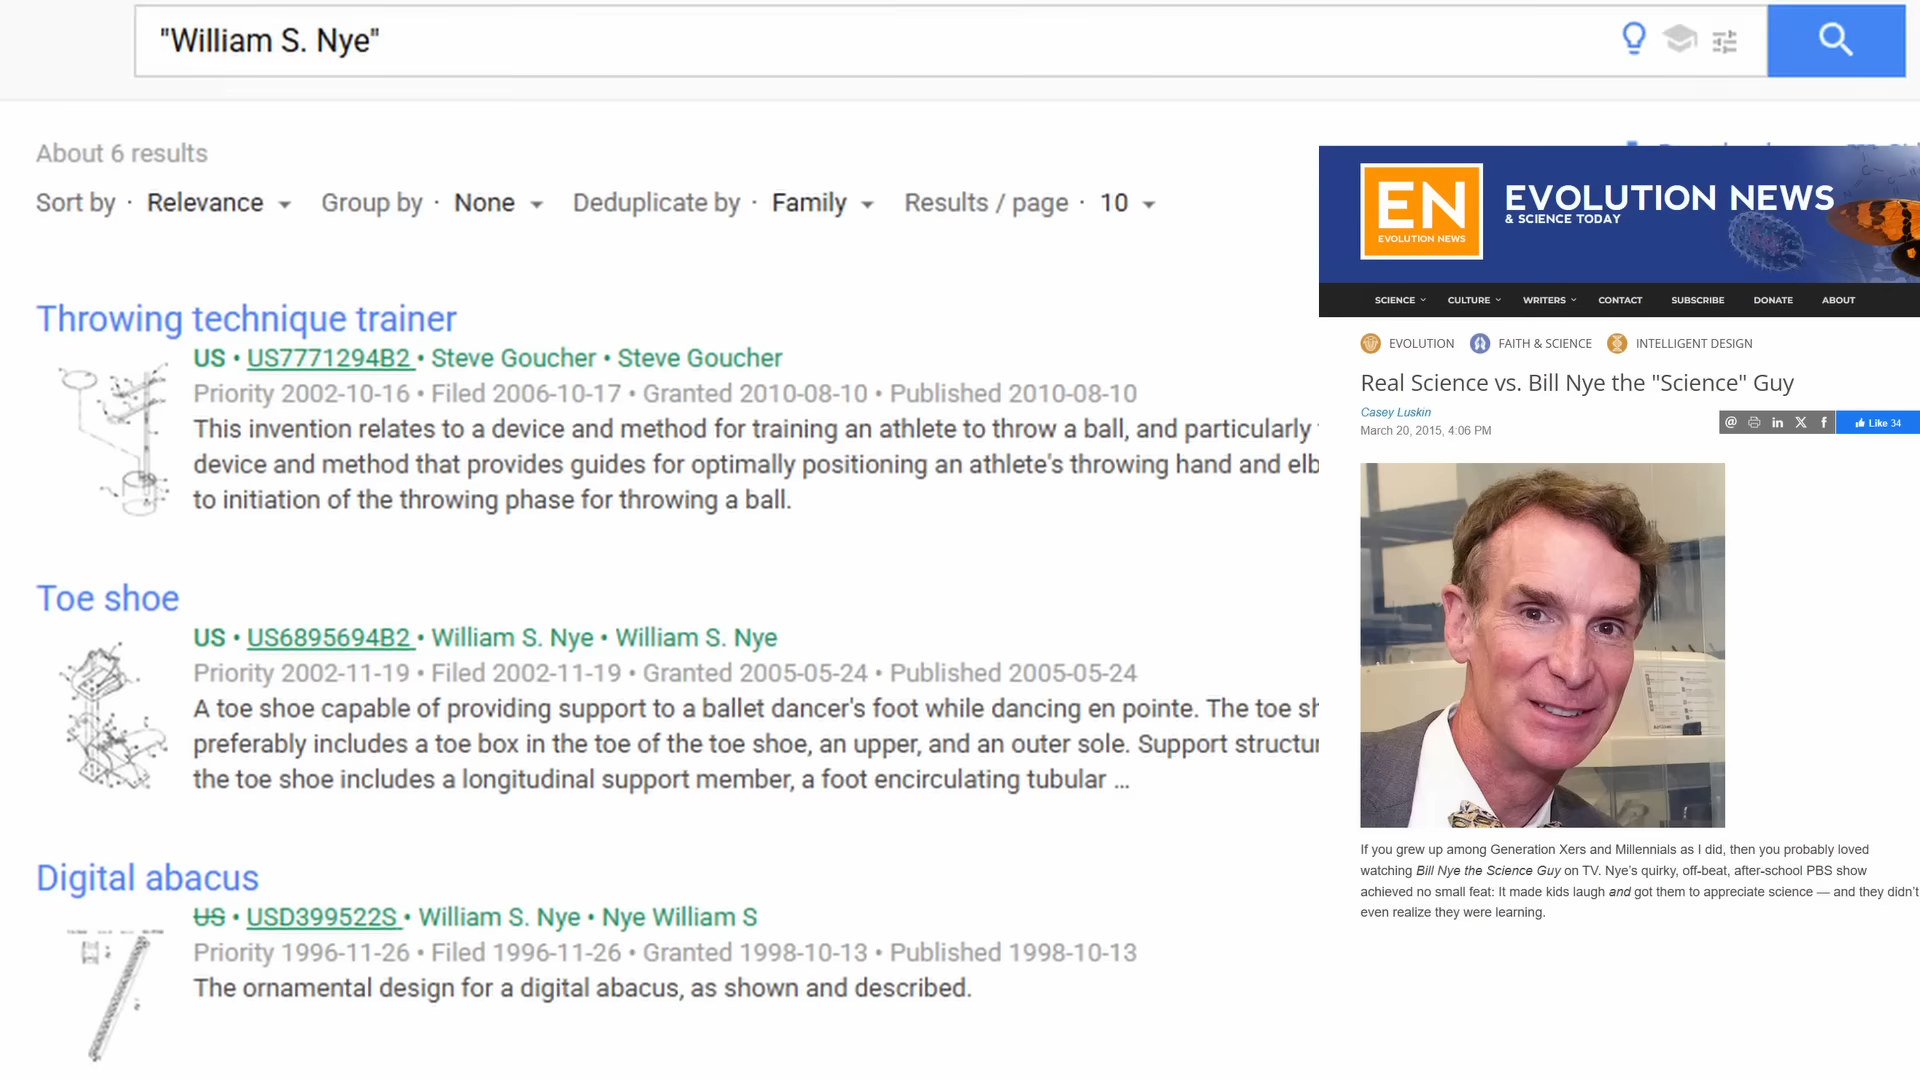 "William S. Nye"
About 6 results
Sort by · Relevance Group by · None Deduplicate by · Family Results / page · 10
Throwing technique trainer
US • US7771294B2 • Steve Goucher • Steve Goucher
Priority 2002-10-16 • Filed 2006-10-17 • Granted 2010-08-10 • Published 2010-08-10
This invention relates to a device and method for training an athlete to throw a ball, and particularly
device and method that provides guides for optimally positioning an athlete's throwing hand and elb
to initiation of the throwing phase for throwing a ball.
Toe shoe
US • US6895694B2 • William S. Nye • William S. Nye
Priority 2002-11-19 • Filed 2002-11-19 • Granted 2005-05-24 • Published 2005-05-24
A toe shoe capable of providing support to a ballet dancer's foot while dancing en pointe. The toe sh
preferably includes a toe box in the toe of the toe shoe, an upper, and an outer sole. Support structur
the toe shoe includes a longitudinal support member, a foot encirculating tubular ...
Digital abacus
US • USD399522S • William S. Nye • Nye William S
Priority 1996-11-26 • Filed 1996-11-26 • Granted 1998-10-13 • Published 1998-10-13
The ornamental design for a digital abacus, as shown and described.
EN
EVOLUTION NEWS
EVOLUTION NEWS
& SCIENCE TODAY
SCIENCE CULTURE WRITERS CONTACT SUBSCRIBE DONATE ABOUT
EVOLUTION FAITH & SCIENCE INTELLIGENT DESIGN
Real Science vs. Bill Nye the "Science" Guy
Casey Luskin
March 20, 2015, 4:06 PM
Like 34
If you grew up among Generation Xers and Millennials as I did, then you probably loved
watching Bill Nye the Science Guy on TV. Nye's quirky, off-beat, after-school PBS show
achieved no small feat: It made kids laugh and got them to appreciate science — and they didn't
even realize they were learning.